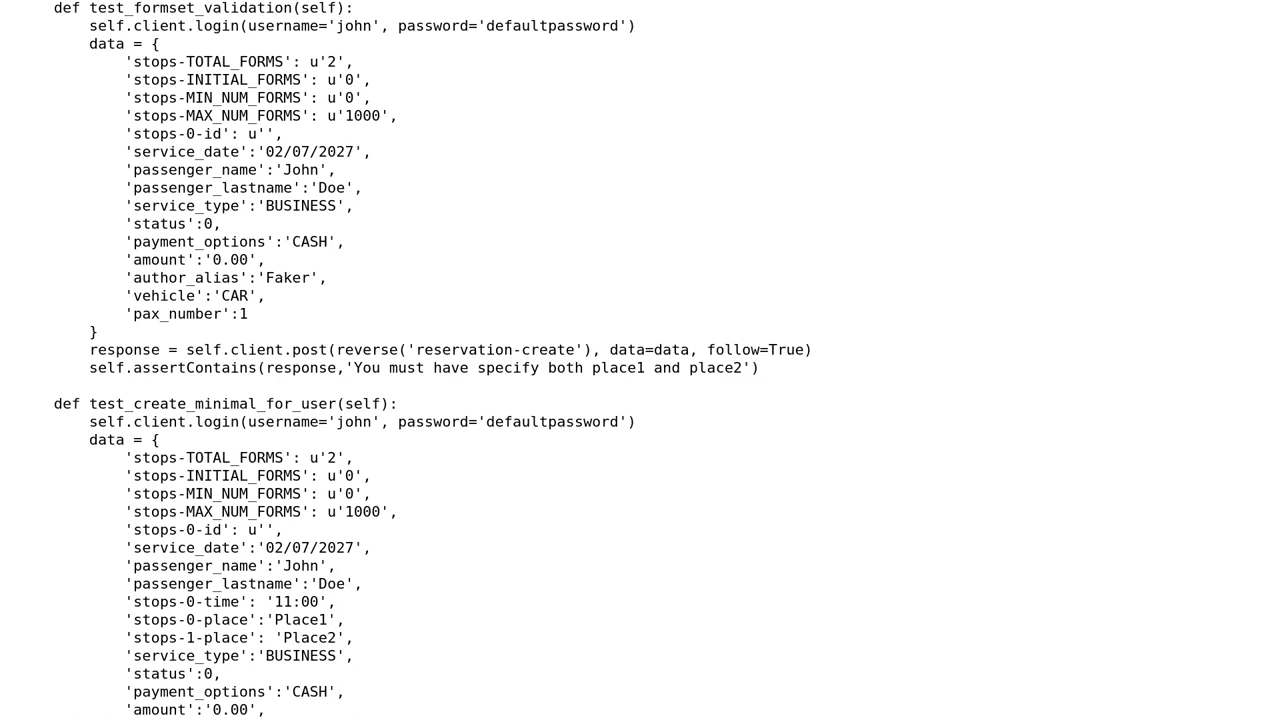 def test_formset_validation(self):
self.client.login(username='john', password='defaultpassword')
data = {
'stops-TOTAL_FORMS': u'2',
'stops-INITIAL_FORMS': u'0',
'stops-MIN_NUM_FORMS': u'0',
'stops-MAX_NUM_FORMS': u'1000',
'stops-0-id': u'',
'service_date':'02/07/2027',
'passenger_name':'John',
'passenger_lastname':'Doe',
'service_type':'BUSINESS',
'status':0,
'payment_options':'CASH',
'amount':'0.00',
'author_alias':'Faker',
'vehicle':'CAR',
'pax_number':1
}
response = self.client.post(reverse('reservation-create'), data=data, follow=True)
self.assertContains(response,'You must have specify both place1 and place2')
def test_create_minimal_for_user(self):
self.client.login(username='john', password='defaultpassword')
data = {
'stops-TOTAL_FORMS': u'2',
'stops-INITIAL_FORMS': u'0',
'stops-MIN_NUM_FORMS': u'0',
'stops-MAX_NUM_FORMS': u'1000',
'stops-0-id': u'',
'service_date':'02/07/2027',
'passenger_name':'John',
'passenger_lastname':'Doe',
'stops-0-time': '11:00',
'stops-0-place':'Place1',
'stops-1-place': 'Place2',
'service_type':'BUSINESS',
'status':0,
'payment_options':'CASH',
'amount':'0.00',